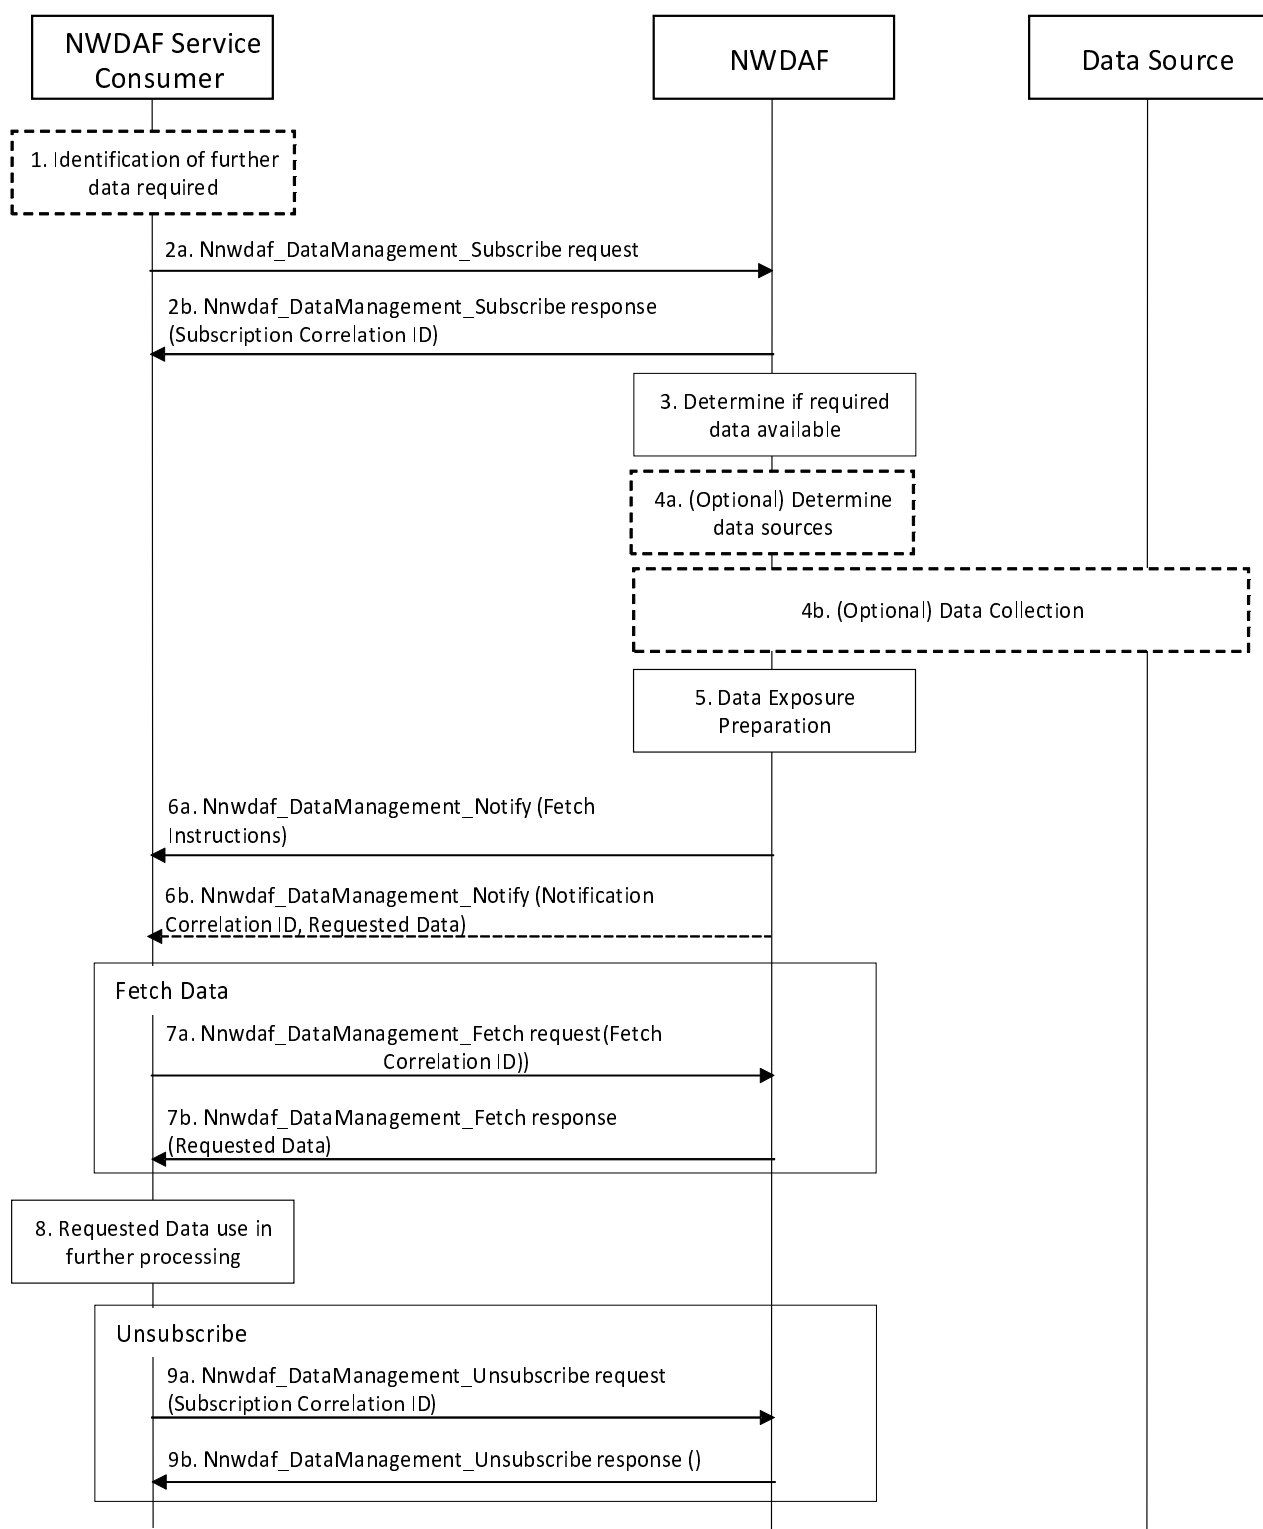 NWDAF Service
Consumer
NWDAF
Data Source
1. Identification of further
data required
2a. Nnwdaf_DataManagement_Subscribe request
2b. Nnwdaf_DataManagement_Subscribe response
(Subscription Correlation ID)
3. Determine if required
data available
4a. (Optional) Determine
data sources
4b. (Optional) Data Collection
5. Data Exposure
Preparation
6a. Nnwdaf_DataManagement_Notify (Fetch
Instructions)
6b. Nnwdaf_DataManagement_Notify (Notification
Correlation ID, Requested Data)
Fetch Data
7a. Nnwdaf_DataManagement_Fetch request(Fetch
Correlation ID))
7b. Nnwdaf_DataManagement_Fetch response
(Requested Data)
8. Requested Data use in
further processing
Unsubscribe
9a. Nnwdaf_DataManagement_Unsubscribe request
(Subscription Correlation ID)
9b. Nnwdaf_DataManagement_Unsubscribe response ()